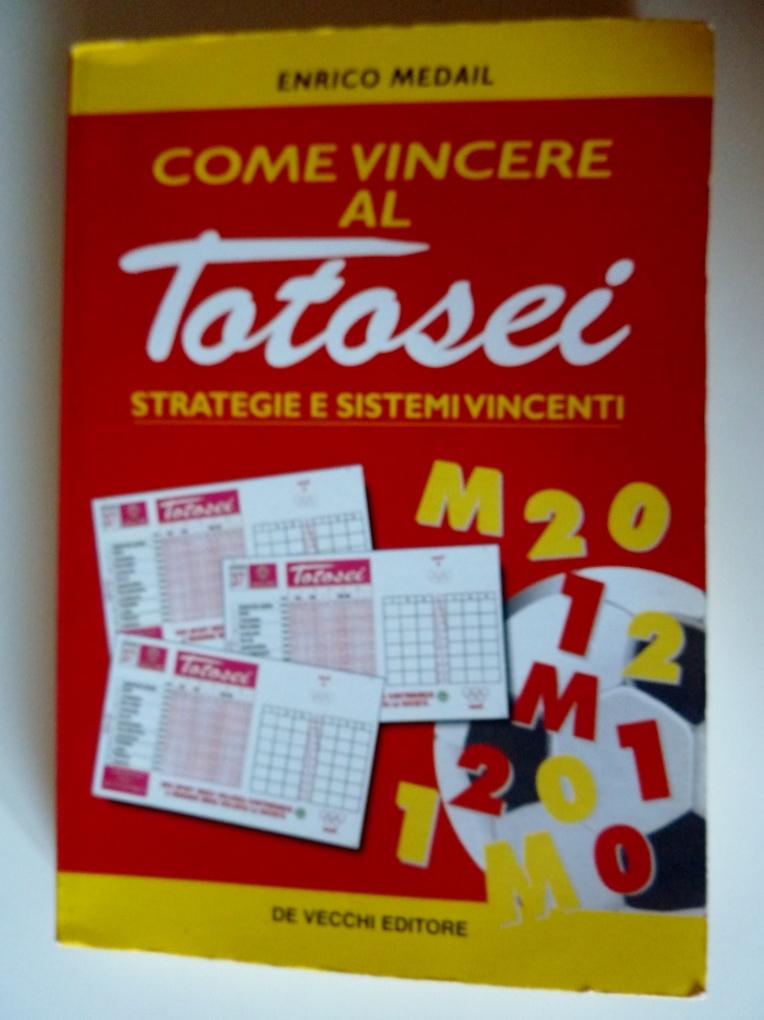 ENRICO MEDAIL
COME VINCERE
AL
Totosei
STRATEGIE E SISTEMI VINCENTI
Totosei
Totosei
Totosei
M 2 0
1 2
M 1
2 0
1 0
M
DE VECCHI EDITORE